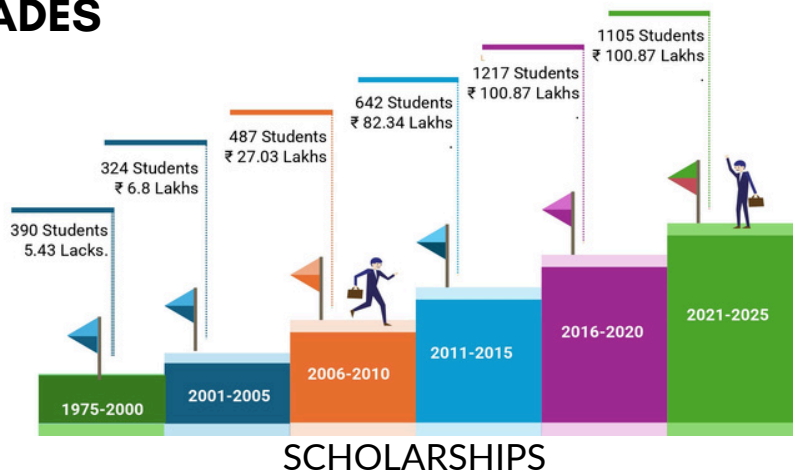 ADES
390 Students
5.43 Lacks.
324 Students
₹ 6.8 Lakhs
487 Students
₹ 27.03 Lakhs
642 Students
₹ 82.34 Lakhs
1217 Students
₹ 100.87 Lakhs
1105 Students
₹ 100.87 Lakhs
1975-2000
2001-2005
2006-2010
2011-2015
2016-2020
2021-2025
SCHOLARSHIPS